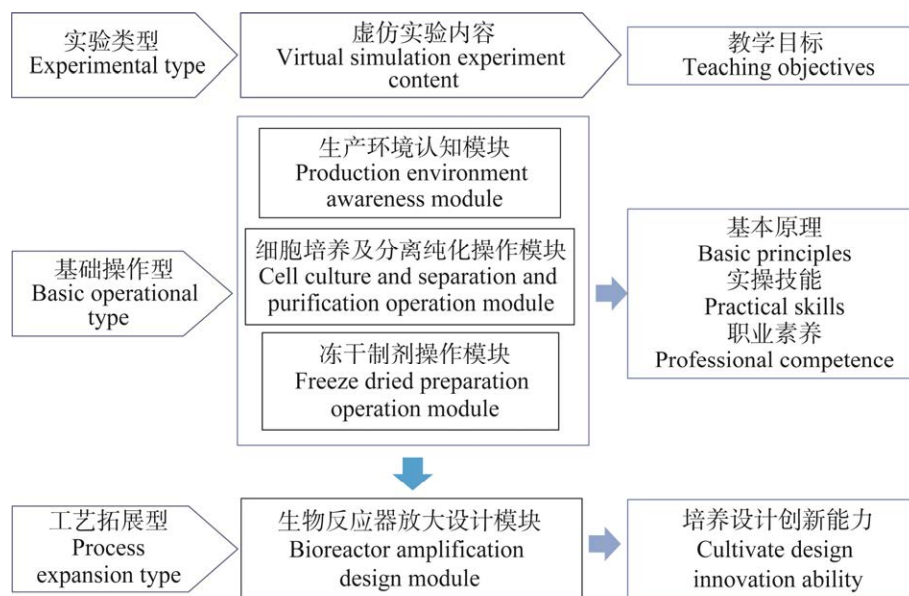 实验类型
Experimental type
虚仿实验内容
Virtual simulation experiment
content
教学目标
Teaching objectives
基础操作型
Basic operational
type
生产环境认知模块
Production environment
awareness module
细胞培养及分离纯化操作模块
Cell culture and separation and
purification operation module
冻干制剂操作模块
Freeze dried preparation
operation module
基本原理
Basic principles
实操技能
Practical skills
职业素养
Professional competence
工艺拓展型
Process
expansion type
生物反应器放大设计模块
Bioreactor amplification
design module
培养设计创新能力
Cultivate design
innovation ability